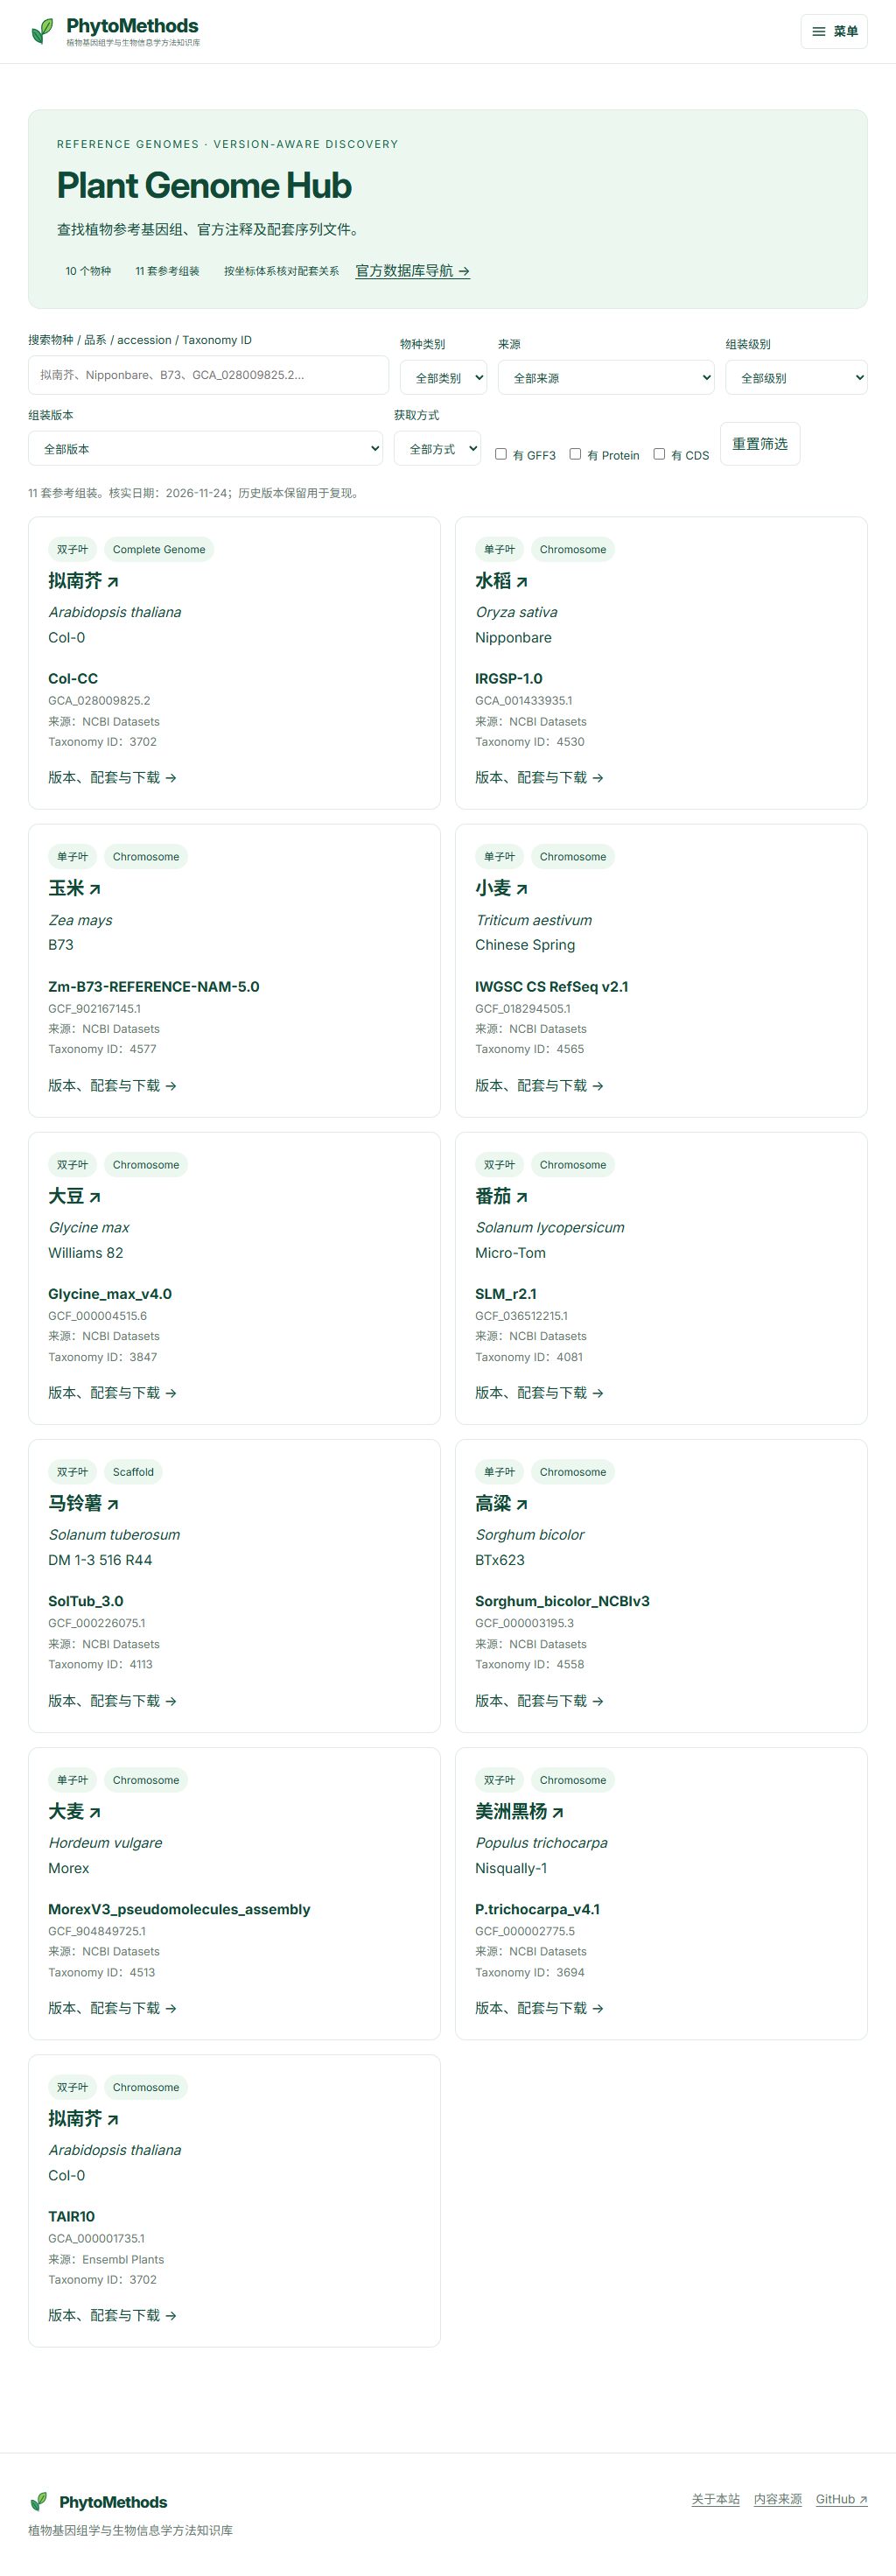 PhytoMethods
植物基因组学与生物信息学方法知识库
菜单
REFERENCE GENOMES · VERSION-AWARE DISCOVERY
Plant Genome Hub
查找植物参考基因组、官方注释及配套序列文件。
10 个物种 11 套参考组装 按坐标体系核对配套关系 官方数据库导航 →
搜索物种 / 品系 / accession / Taxonomy ID
拟南芥、Nipponbare、B73、GCA_028009825.2...
物种类别
全部类别
来源
全部来源
组装级别
全部级别
组装版本
全部版本
获取方式
全部方式
有 GFF3 有 Protein 有 CDS
重置筛选
11 套参考组装。核实日期：2026-11-24；历史版本保留用于复现。
双子叶 Complete Genome
拟南芥 ↗
Arabidopsis thaliana
Col-0
Col-CC
GCA_028009825.2
来源：NCBI Datasets
Taxonomy ID：3702
版本、配套与下载 →
单子叶 Chromosome
水稻 ↗
Oryza sativa
Nipponbare
IRGSP-1.0
GCA_001433935.1
来源：NCBI Datasets
Taxonomy ID：4530
版本、配套与下载 →
单子叶 Chromosome
玉米 ↗
Zea mays
B73
Zm-B73-REFERENCE-NAM-5.0
GCF_902167145.1
来源：NCBI Datasets
Taxonomy ID：4577
版本、配套与下载 →
单子叶 Chromosome
小麦 ↗
Triticum aestivum
Chinese Spring
IWGSC CS RefSeq v2.1
GCF_018294505.1
来源：NCBI Datasets
Taxonomy ID：4565
版本、配套与下载 →
双子叶 Chromosome
大豆 ↗
Glycine max
Williams 82
Glycine_max_v4.0
GCF_000004515.6
来源：NCBI Datasets
Taxonomy ID：3847
版本、配套与下载 →
双子叶 Chromosome
番茄 ↗
Solanum lycopersicum
Micro-Tom
SLM_r2.1
GCF_036512215.1
来源：NCBI Datasets
Taxonomy ID：4081
版本、配套与下载 →
双子叶 Scaffold
马铃薯 ↗
Solanum tuberosum
DM 1-3 516 R44
SolTub_3.0
GCF_000226075.1
来源：NCBI Datasets
Taxonomy ID：4113
版本、配套与下载 →
单子叶 Chromosome
高粱 ↗
Sorghum bicolor
BTx623
Sorghum_bicolor_NCBIv3
GCF_000003195.3
来源：NCBI Datasets
Taxonomy ID：4558
版本、配套与下载 →
单子叶 Chromosome
大麦 ↗
Hordeum vulgare
Morex
MorexV3_pseudomolecules_assembly
GCF_904849725.1
来源：NCBI Datasets
Taxonomy ID：4513
版本、配套与下载 →
双子叶 Chromosome
美洲黑杨 ↗
Populus trichocarpa
Nisqually-1
P.trichocarpa_v4.1
GCF_000002775.5
来源：NCBI Datasets
Taxonomy ID：3694
版本、配套与下载 →
双子叶 Chromosome
拟南芥 ↗
Arabidopsis thaliana
Col-0
TAIR10
GCA_000001735.1
来源：Ensembl Plants
Taxonomy ID：3702
版本、配套与下载 →
PhytoMethods
植物基因组学与生物信息学方法知识库
关于本站 内容来源 GitHub ↗